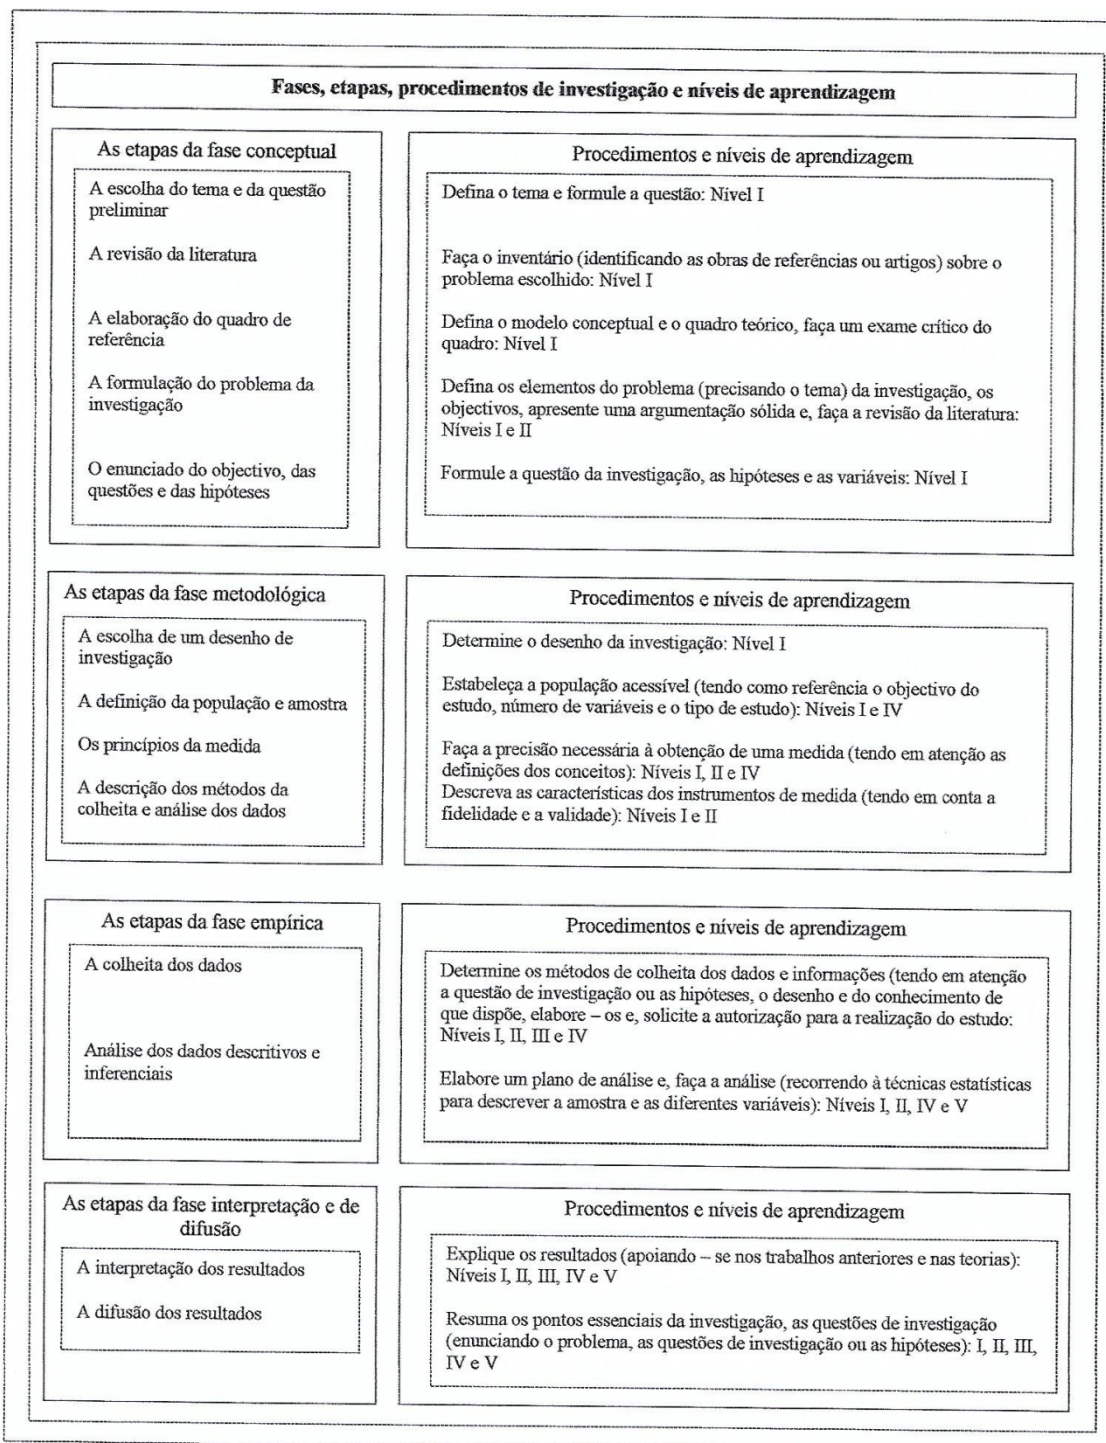 Fases, etapas, procedimentos de investigação e níveis de aprendizagem
As etapas da fase conceptual
A escolha do tema e da questão
preliminar
A revisão da literatura
A elaboração do quadro de
referência
A formulação do problema da
investigação
O enunciado do objectivo, das
questões e das hipóteses
Procedimentos e níveis de aprendizagem
Defina o tema e formule a questão: Nível I
Faça o inventário (identificando as obras de referências ou artigos) sobre o
problema escolhido: Nível I
Defina o modelo conceptual e o quadro teórico, faça um exame crítico do
quadro: Nível I
Defina os elementos do problema (precisando o tema) da investigação, os
objectivos, apresente uma argumentação sólida e, faça a revisão da literatura:
Níveis I e II
Formule a questão da investigação, as hipóteses e as variáveis: Nível I
As etapas da fase metodológica
A escolha de um desenho de
investigação
A definição da população e amostra
Os princípios da medida
A descrição dos métodos da
colheita e análise dos dados
Procedimentos e níveis de aprendizagem
Determine o desenho da investigação: Nível I
Estabeleça a população acessível (tendo como referência o objectivo do
estudo, número de variáveis e o tipo de estudo): Níveis I e IV
Faça a precisão necessária à obtenção de uma medida (tendo em atenção as
definições dos conceitos): Níveis I, II e IV
Descreva as características dos instrumentos de medida (tendo em conta a
fidelidade e a validade): Níveis I e II
As etapas da fase empírica
A colheita dos dados
Análise dos dados descritivos e
inferenciais
Procedimentos e níveis de aprendizagem
Determine os métodos de colheita dos dados e informações (tendo em atenção
a questão de investigação ou as hipóteses, o desenho e do conhecimento de
que dispõe, elabore – os e, solicite a autorização para a realização do estudo:
Níveis I, II, III e IV
Elabore um plano de análise e, faça a análise (recorrendo à técnicas estatísticas
para descrever a amostra e as diferentes variáveis): Níveis I, II, IV e V
As etapas da fase interpretação e de
difusão
A interpretação dos resultados
A difusão dos resultados
Procedimentos e níveis de aprendizagem
Explique os resultados (apoiando – se nos trabalhos anteriores e nas teorias):
Níveis I, II, III, IV e V
Resuma os pontos essenciais da investigação, as questões de investigação
(enunciando o problema, as questões de investigação ou as hipóteses): I, II, III,
IV e V